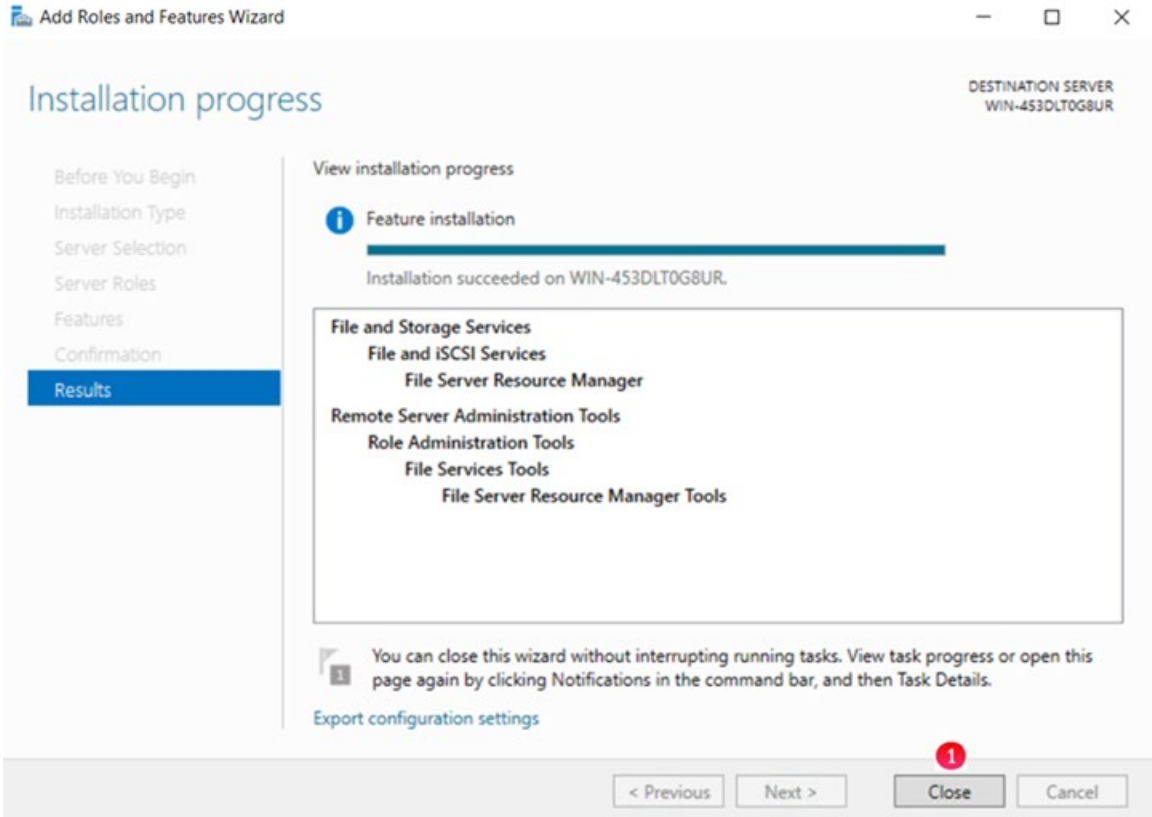 Add Roles and Features Wizard
Installation progress
DESTINATION SERVER
WIN-453DLT0G8UR
Before You Begin
Installation Type
Server Selection
Server Roles
Features
Confirmation
Results
View installation progress
Feature installation
Installation succeeded on WIN-453DLT0G8UR.
File and Storage Services
File and iSCSI Services
File Server Resource Manager
Remote Server Administration Tools
Role Administration Tools
File Services Tools
File Server Resource Manager Tools
1
You can close this wizard without interrupting running tasks. View task progress or open this
page again by clicking Notifications in the command bar, and then Task Details.
Export configuration settings
1
< Previous
Next >
Close
Cancel